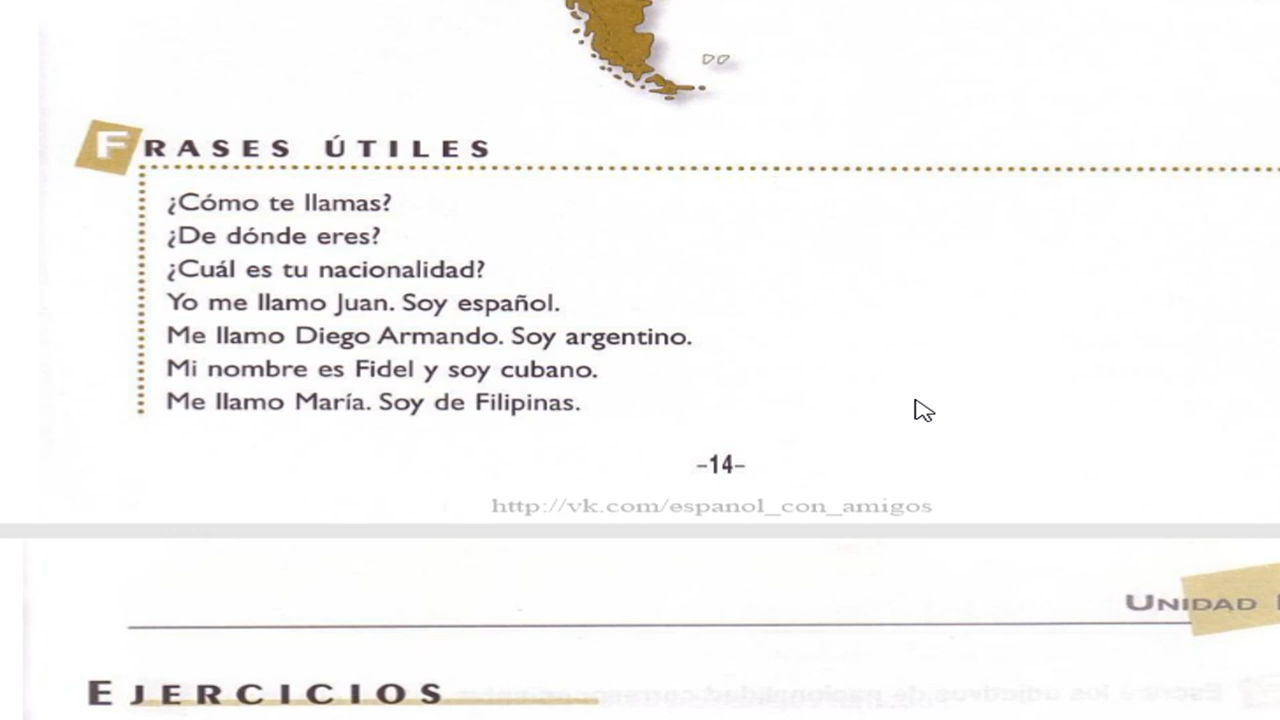 FRASES ÚTILES
¿Cómo te llamas?
¿De dónde eres?
¿Cuál es tu nacionalidad?
Yo me llamo Juan. Soy español.
Me llamo Diego Armando. Soy argentino.
Mi nombre es Fidel y soy cubano.
Me llamo María. Soy de Filipinas.
-14-
http://vk.com/espanol_con_amigos
UNIDAD
EJERCICIOS